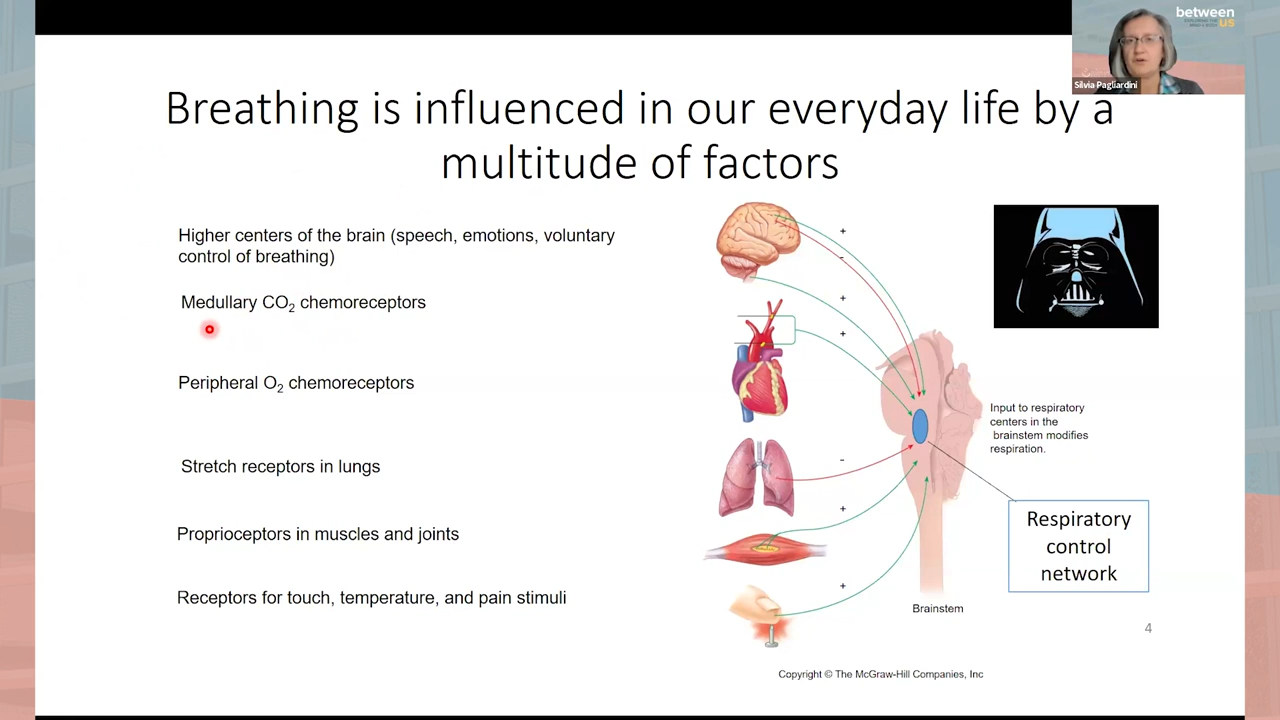 between
us
Silvia Pagliardini
Breathing is influenced in our everyday life by a
multitude of factors
Higher centers of the brain (speech, emotions, voluntary
control of breathing)
Medullary CO₂ chemoreceptors
Peripheral O₂ chemoreceptors
Stretch receptors in lungs
Proprioceptors in muscles and joints
Receptors for touch, temperature, and pain stimuli
+
-
+
+
-
+
+
Input to respiratory
centers in the
brainstem modifies
respiration.
Respiratory
control
network
Brainstem
4
Copyright © The McGraw-Hill Companies, Inc